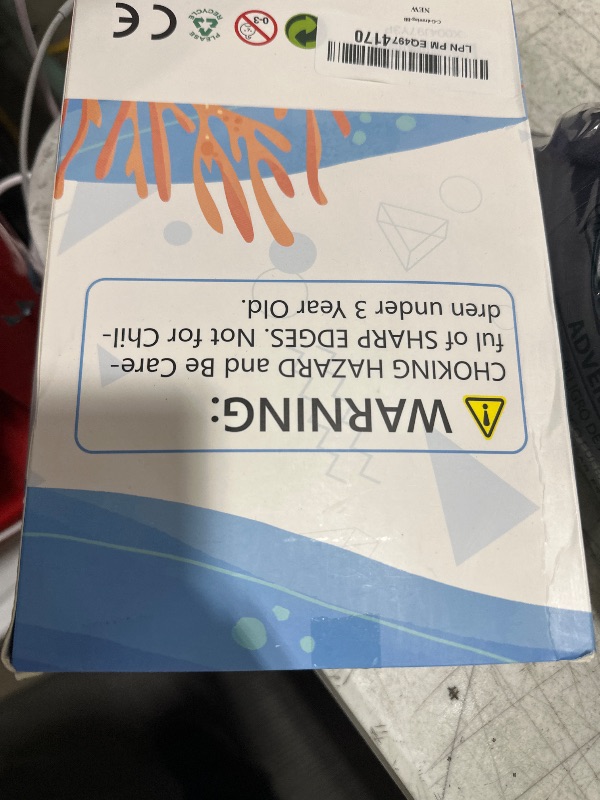 WARNING:
CHOKING HAZARD and Be Care-
ful of SHARP EDGES. Not for Chil-
dren under 3 Year Old.
LPN PM EQ4974170
NEW
0-3
PLEASE
RECYCLE
CE
ADVE